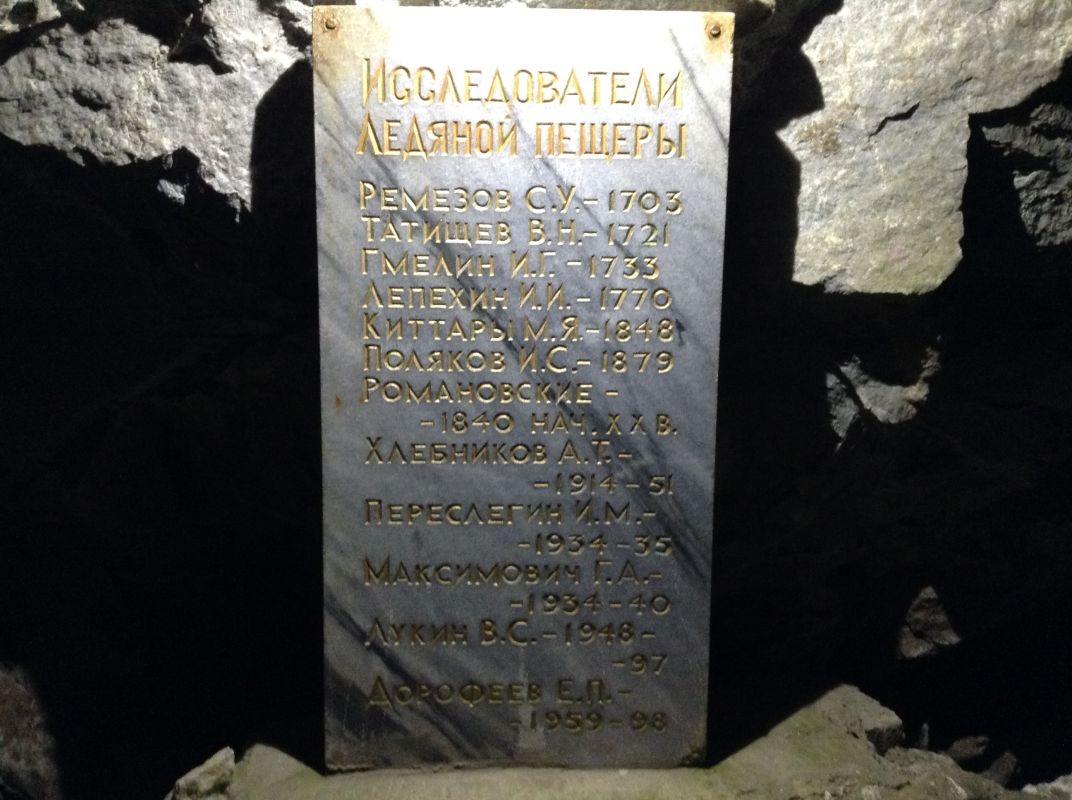 Исследователи
Ледяной пещеры
Ремезов С.У.-1703
Татищев В.Н.-1721
Гмелин И.Г.-1733
Лепехин И.И.-1770
Киттары М.Я.-1848
Поляков И.С.-1879
Романовские -
-1840 нач. XX в.
Хлебников А.Т.-
-1914-51
Переслегин И.М.-
-1934-35
Максимович Г.А.-
-1934-40
Лукин В.С.-1948-
-97
Дорофеев Е.П.-
-1959-98